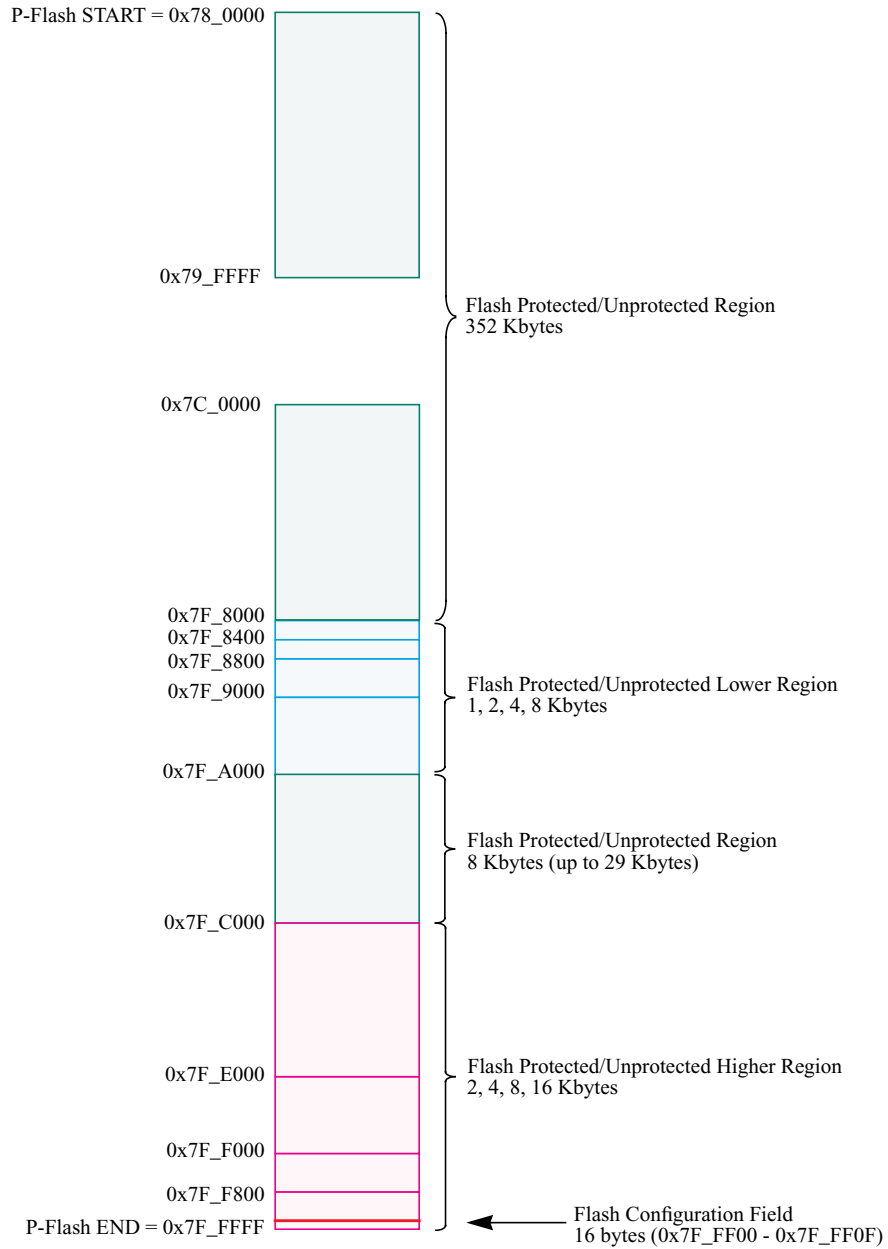 P-Flash START = 0x78_0000
0x79_FFFF
Flash Protected/Unprotected Region
352 Kbytes
0x7C_0000
0x7F_8000
0x7F_8400
0x7F_8800
0x7F_9000
Flash Protected/Unprotected Lower Region
1, 2, 4, 8 Kbytes
0x7F_A000
Flash Protected/Unprotected Region
8 Kbytes (up to 29 Kbytes)
0x7F_C000
Flash Protected/Unprotected Higher Region
2, 4, 8, 16 Kbytes
0x7F_E000
0x7F_F000
0x7F_F800
P-Flash END = 0x7F_FFFF
Flash Configuration Field
16 bytes (0x7F_FF00 - 0x7F_FF0F)